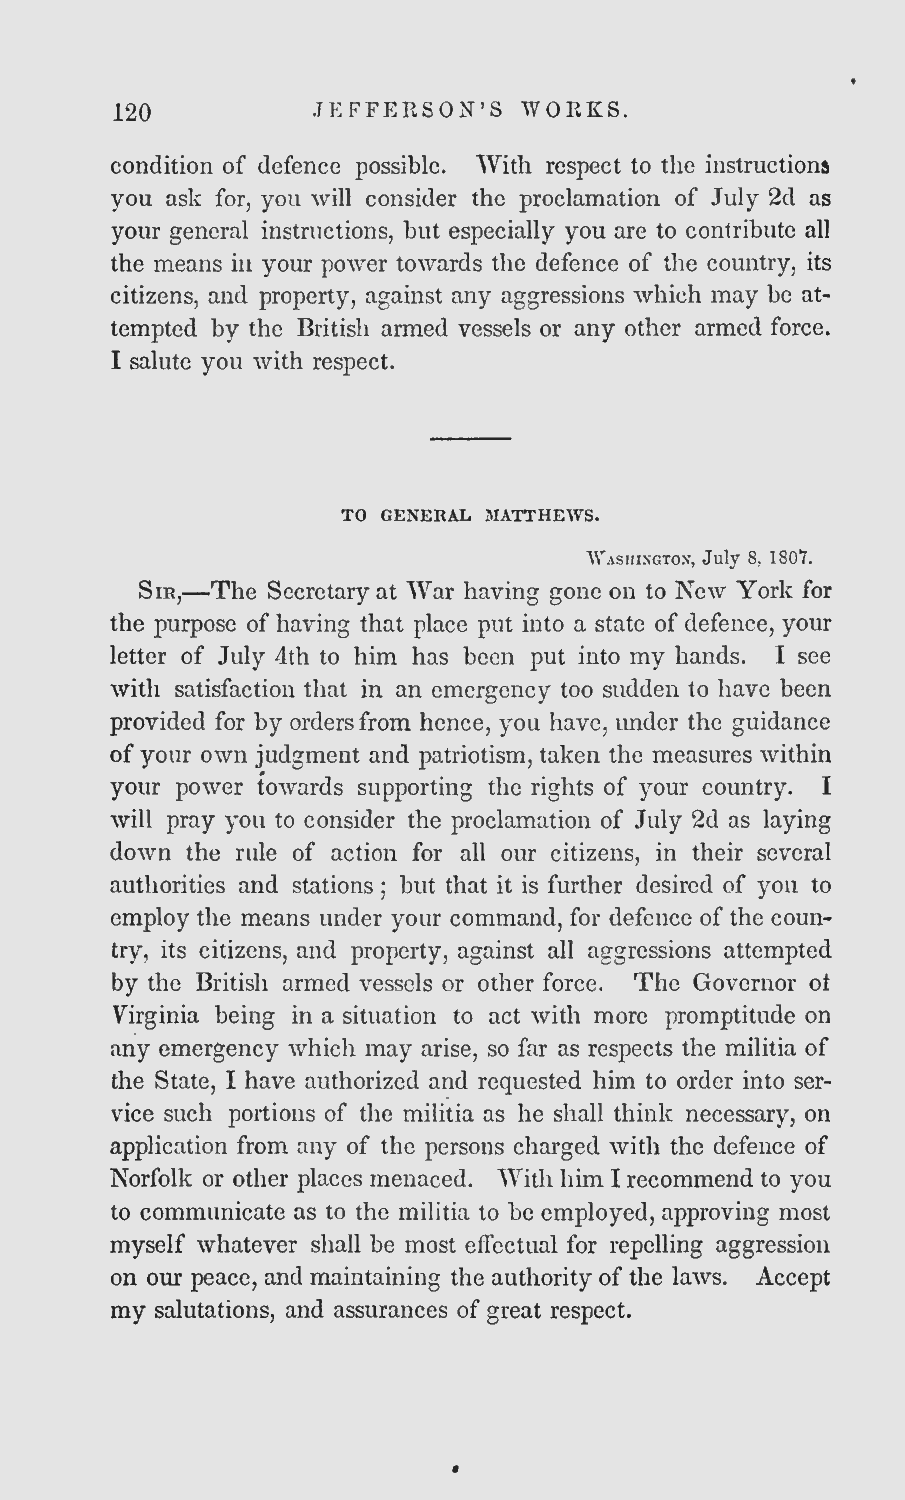 120 JEFFERSON'S WORKS.
condition of defence possible. With respect to the instructions
you ask for, you will consider the proclamation of July 2d as
your general instructions, but especially you are to contribute all
the means in your power towards the defence of the country, its
citizens, and property, against any aggressions which may be at-
tempted by the British armed vessels or any other armed force.
I salute you with respect.
TO GENERAL MATTHEWS.
Washington, July 8, 1807.
Sir,—The Secretary at War having gone on to New York for
the purpose of having that place put into a state of defence, your
letter of July 4th to him has been put into my hands. I see
with satisfaction that in an emergency too sudden to have been
provided for by orders from hence, you have, under the guidance
of your own judgment and patriotism, taken the measures within
your power towards supporting the rights of your country. I
will pray you to consider the proclamation of July 2d as laying
down the rule of action for all our citizens, in their several
authorities and stations; but that it is further desired of you to
employ the means under your command, for defence of the coun-
try, its citizens, and property, against all aggressions attempted
by the British armed vessels or other force. The Governor of
Virginia being in a situation to act with more promptitude on
any emergency which may arise, so far as respects the militia of
the State, I have authorized and requested him to order into ser-
vice such portions of the militia as he shall think necessary, on
application from any of the persons charged with the defence of
Norfolk or other places menaced. With him I recommend to you
to communicate as to the militia to be employed, approving most
myself whatever shall be most effectual for repelling aggression
on our peace, and maintaining the authority of the laws. Accept
my salutations, and assurances of great respect.